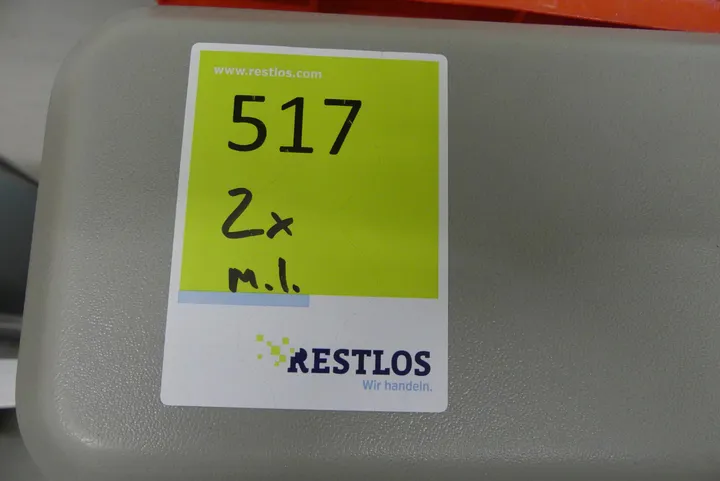 www.restlos.com
517
2x
m.l.
RESTLOS
Wir handeln.